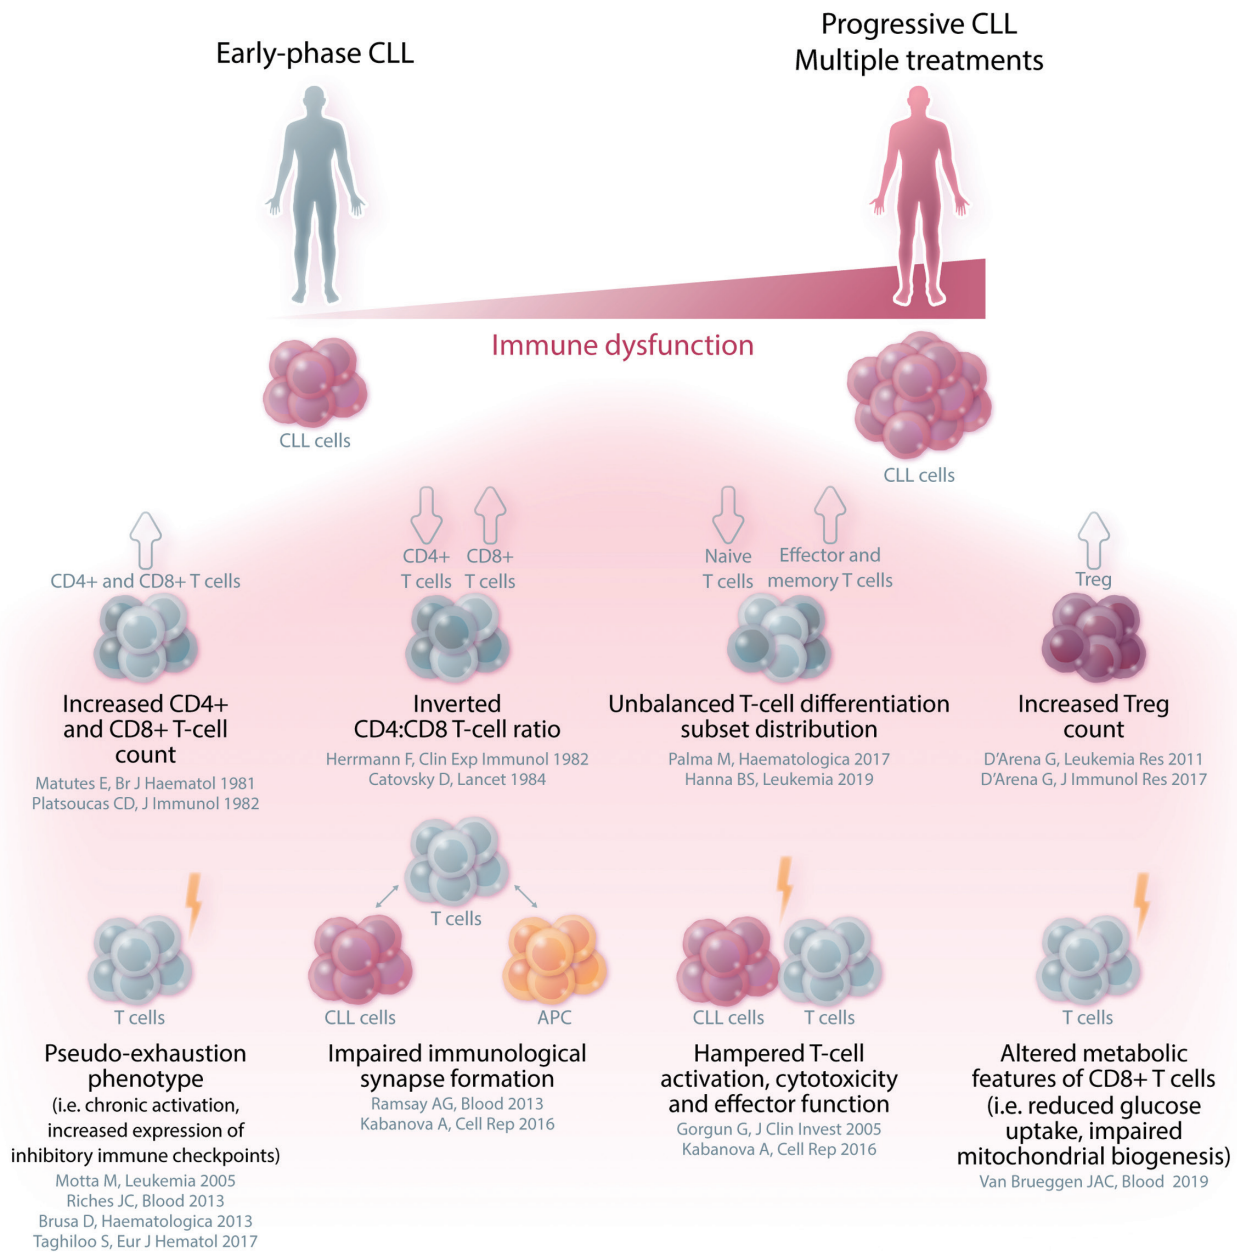 Early-phase CLL
Progressive CLL
Multiple treatments
Immune dysfunction
CLL cells
CLL cells
CD4+ and CD8+ T cells
CD4+
T cells
CD8+
T cells
Naive
T cells
Effector and
memory T cells
Treg
Increased CD4+
and CD8+ T-cell
count
Matutes E, Br J Haematol 1981
Platsoucas CD, J Immunol 1982
Inverted
CD4:CD8 T-cell ratio
Herrmann F, Clin Exp Immunol 1982
Catovsky D, Lancet 1984
Unbalanced T-cell differentiation
subset distribution
Palma M, Haematologica 2017
Hanna BS, Leukemia 2019
Increased Treg
count
D’Arena G, Leukemia Res 2011
D’Arena G, J Immunol Res 2017
T cells
Pseudo-exhaustion
phenotype
(i.e. chronic activation,
increased expression of
inhibitory immune checkpoints)
Motta M, Leukemia 2005
Riches JC, Blood 2013
Brusa D, Haematologica 2013
Taghiloo S, Eur J Hematol 2017
T cells
CLL cells
APC
Impaired immunological
synapse formation
Ramsay AG, Blood 2013
Kabanova A, Cell Rep 2016
CLL cells
T cells
Hampered T-cell
activation, cytotoxicity
and effector function
Gorgun G, J Clin Invest 2005
Kabanova A, Cell Rep 2016
T cells
Altered metabolic
features of CD8+ T cells
(i.e. reduced glucose
uptake, impaired
mitochondrial biogenesis)
Van Brueggen JAC, Blood 2019